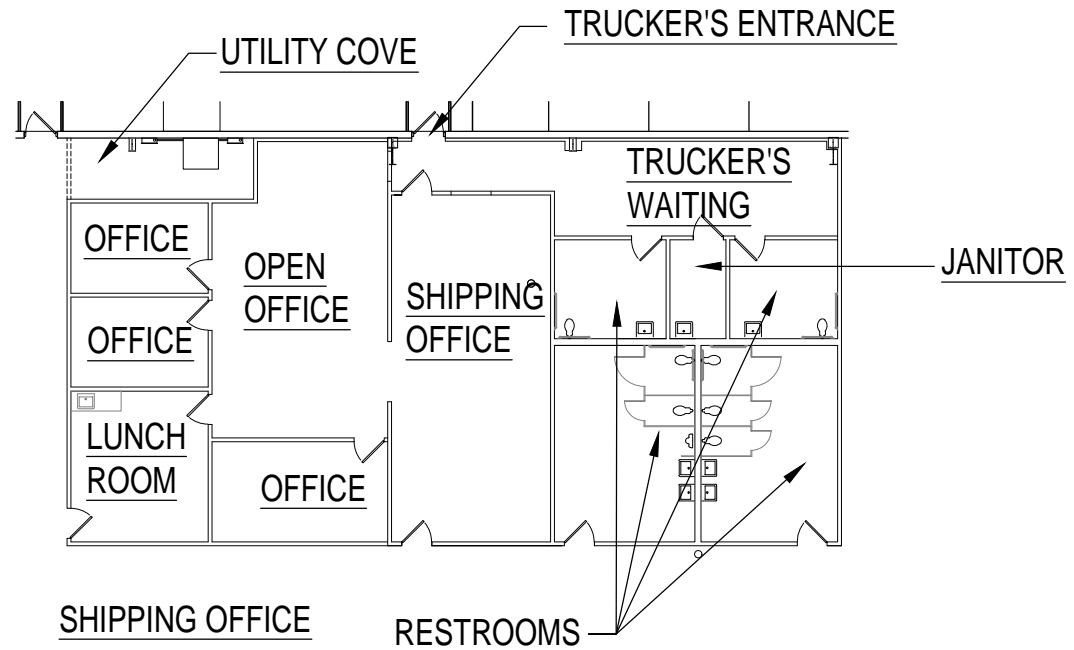 TRUCKER'S ENTRANCE
UTILITY COVE
TRUCKER'S
WAITING
OFFICE
OPEN
OFFICE
JANITOR
SHIPPING
OFFICE
OFFICE
LUNCH
ROOM
OFFICE
SHIPPING OFFICE
RESTROOMS